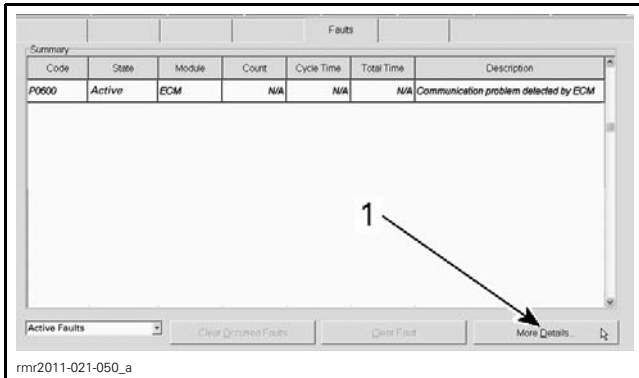 Faults
Summary
Code State Module Count Cycle Time Total Time Description
P0600 Active ECM N/A N/A N/A Communication problem detected by ECM
1
Active Faults Clear Occurred Faults Clear Fault More Details...
rmr2011-021-050_a